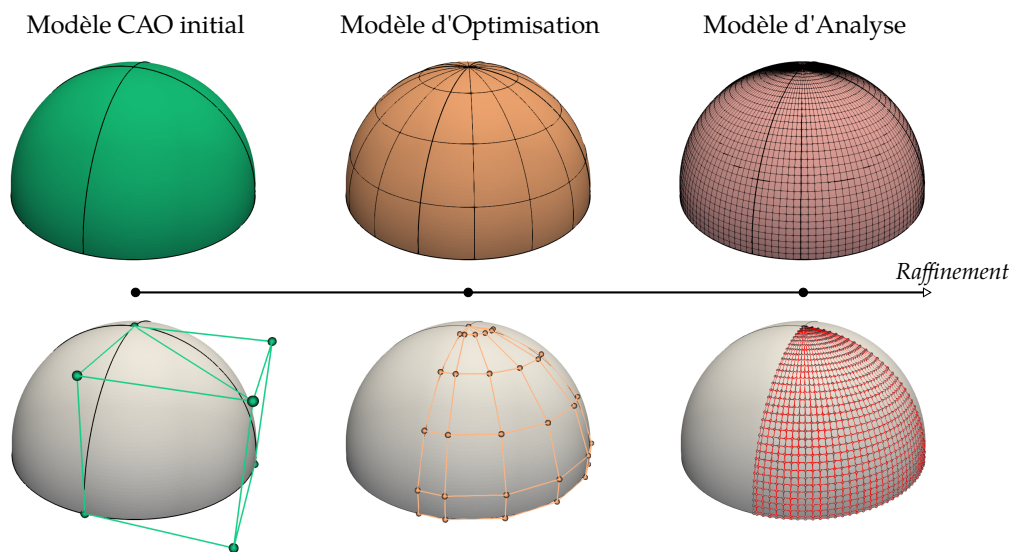 Modèle CAO initial
Modèle d'Optimisation
Modèle d'Analyse
Raffinement